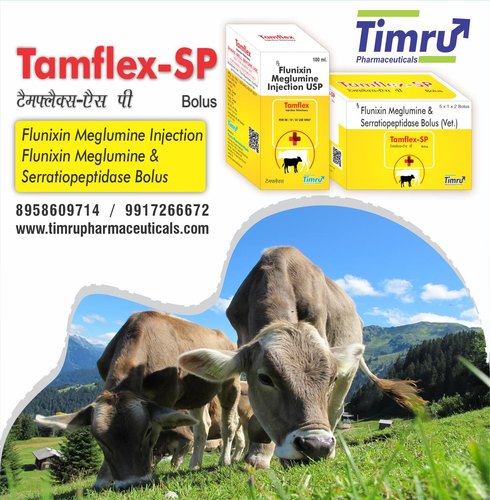 Tamflex-SP
टैमफ्लैक्स-ऐस पी Bolus
Flunixin Meglumine Injection
Flunixin Meglumine &
Serratiopeptidase Bolus
8958609714 / 9917266672
www.timrupharmaceuticals.com
100 ml.
Flunixin
Meglumine
Injection USP
Tamflex
Timru
Timru
Pharmaceuticals
5 x 1 x 2 Bolus
Flunixin Meglumine &
Serratiopeptidase Bolus (Vet.)
Tamflex-SP
Bolus
Timru